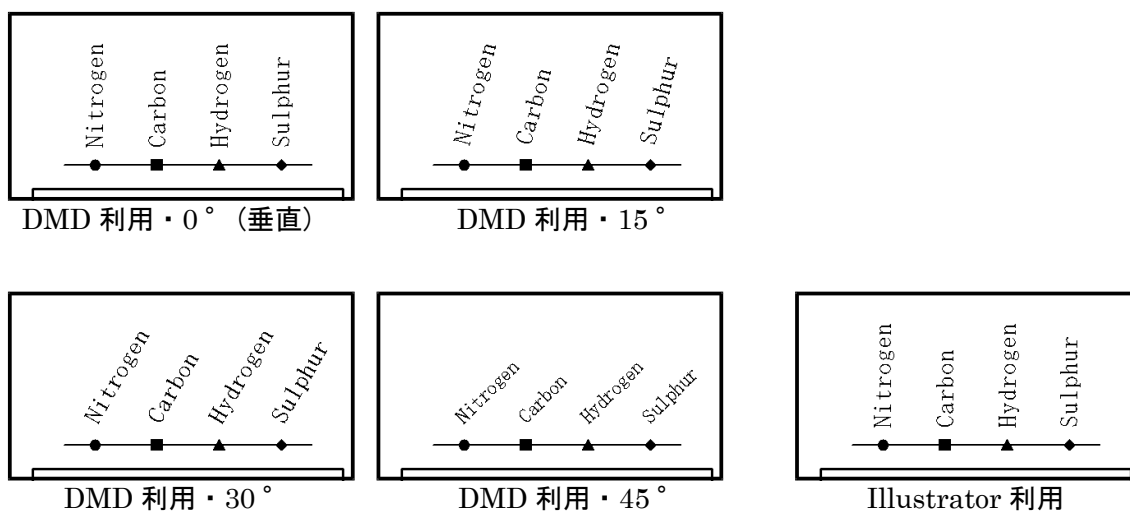 Nitrogen
Carbon
Hydrogen
Sulphur
DMD 利用・0°(垂直)
Nitrogen
Carbon
Hydrogen
Sulphur
DMD 利用・15°
Nitrogen
Carbon
Hydrogen
Sulphur
DMD 利用・30°
Nitrogen
Carbon
Hydrogen
Sulphur
DMD 利用・45°
Nitrogen
Carbon
Hydrogen
Sulphur
Illustrator 利用